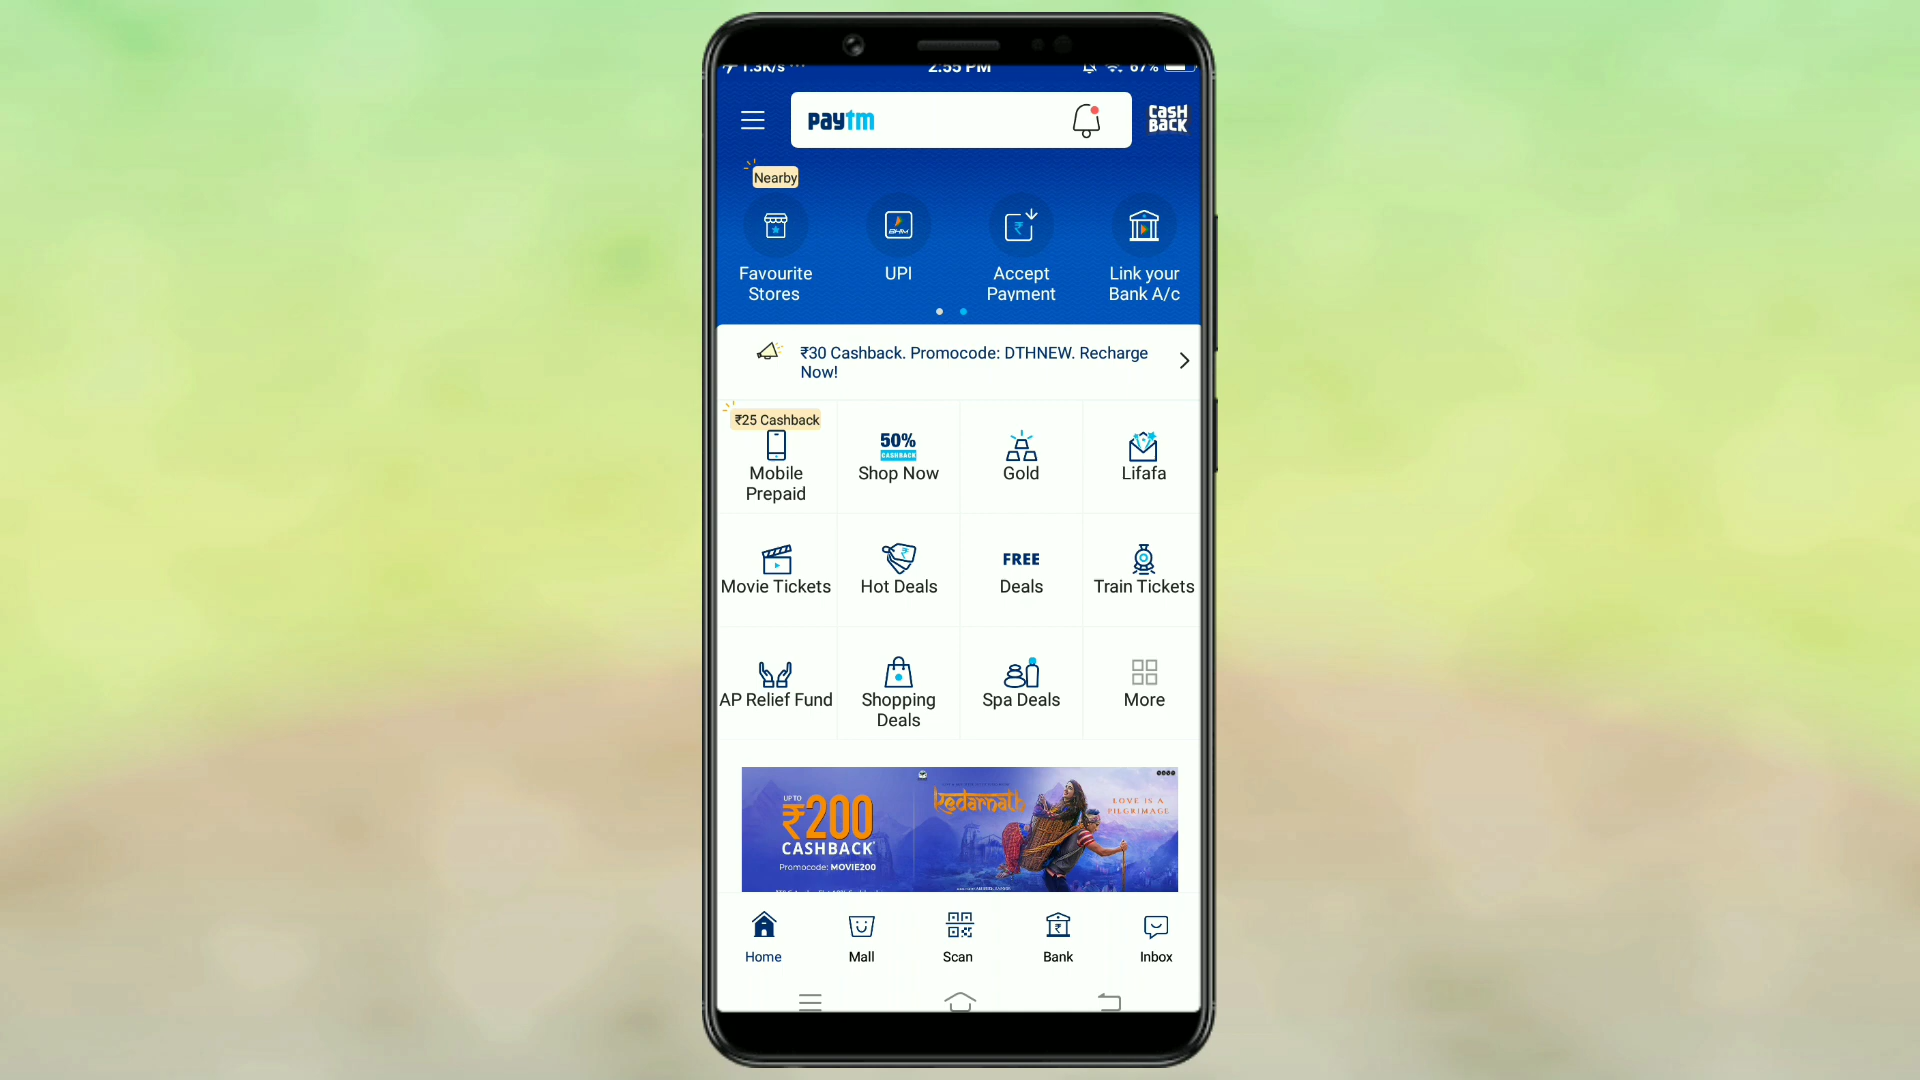 1.3K/s ...
2:55 PM
67%
paytm
CASH
BACK
Nearby
Favourite
Stores
UPI
Accept
Payment
Link your
Bank A/c
BHIM
₹30 Cashback. Promocode: DTHNEW. Recharge
Now!
₹25 Cashback
Mobile
Prepaid
50%
CASHBACK
Shop Now
Gold
Lifafa
Movie Tickets
Hot Deals
FREE
Deals
Train Tickets
AP Relief Fund
Shopping
Deals
Spa Deals
More
UPTO
₹200
CASHBACK*
Promocode: MOVIE200
kedarnath
LOVE IS A
PILGRIMAGE
Home
Mall
Scan
Bank
Inbox